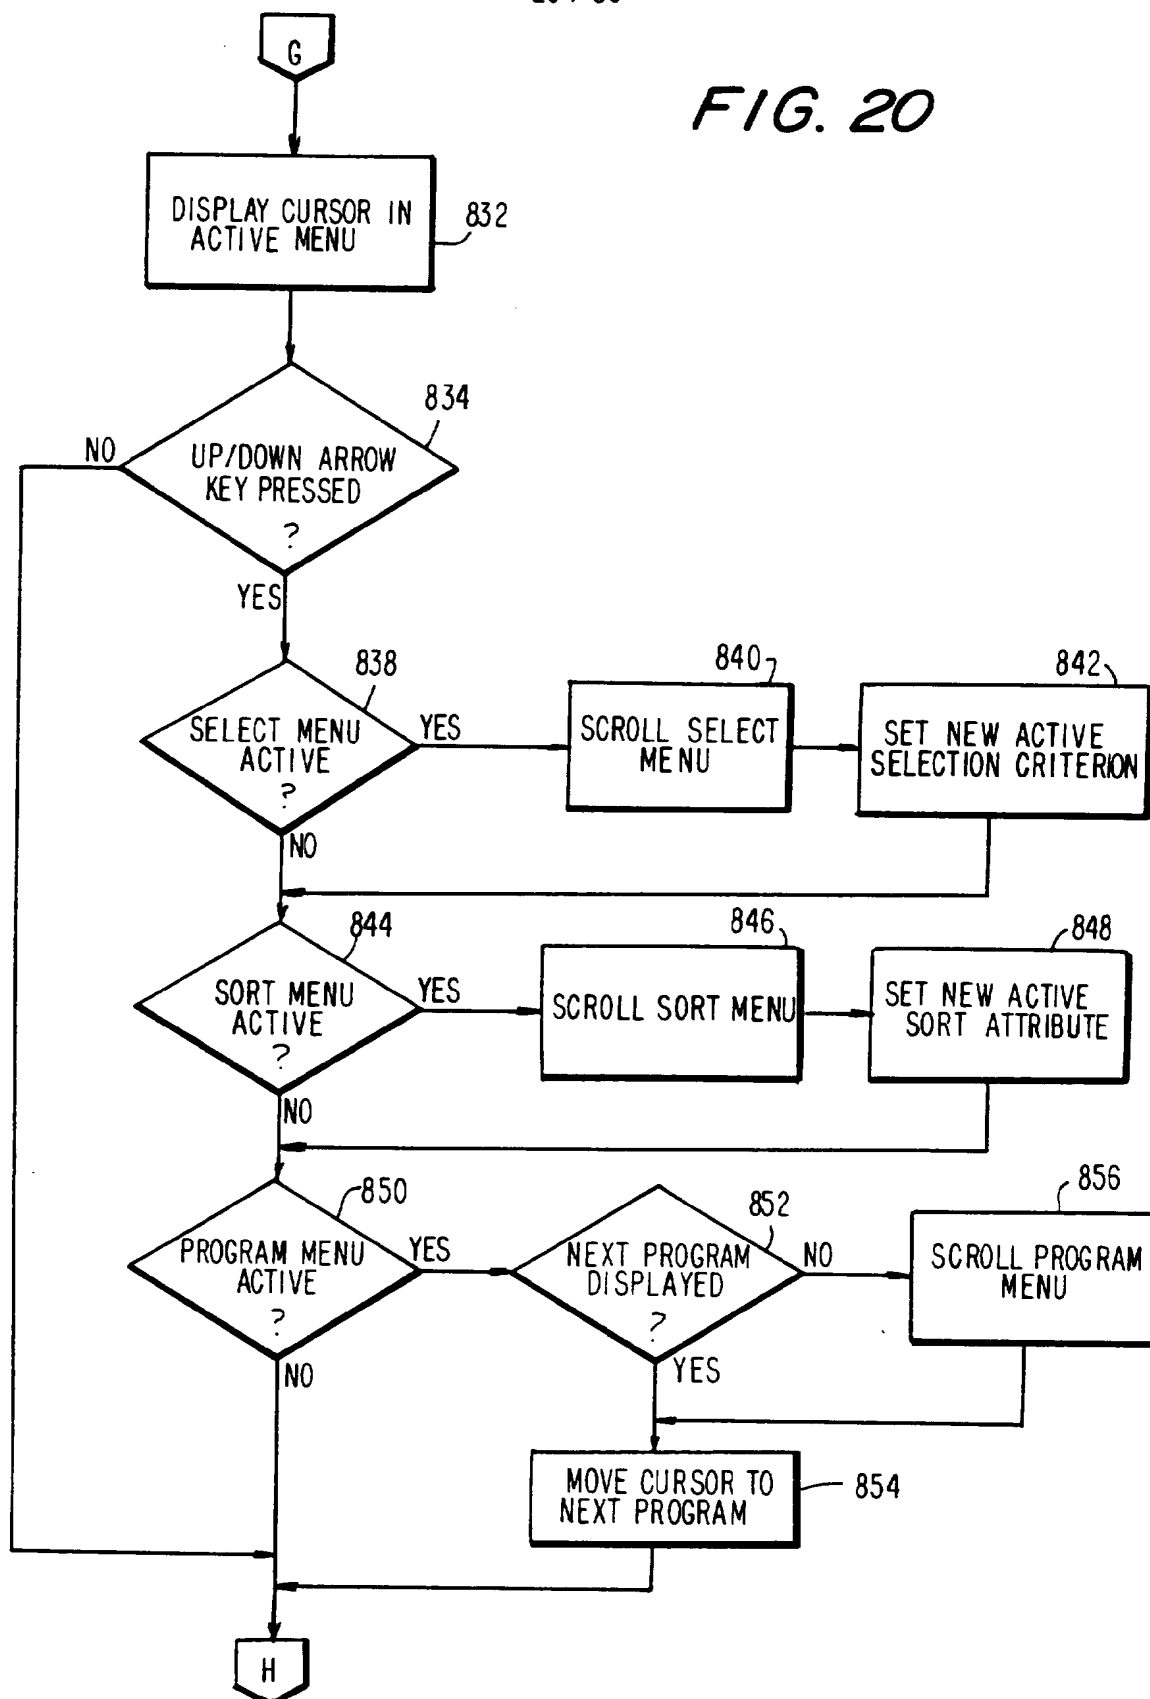 G
FIG. 20
DISPLAY CURSOR IN
ACTIVE MENU
832
834
NO
UP/DOWN ARROW
KEY PRESSED
?
YES
838
SELECT MENU
ACTIVE
?
YES
840
SCROLL SELECT
MENU
842
SET NEW ACTIVE
SELECTION CRITERION
NO
844
SORT MENU
ACTIVE
?
YES
846
SCROLL SORT MENU
848
SET NEW ACTIVE
SORT ATTRIBUTE
NO
850
PROGRAM MENU
ACTIVE
?
YES
852
NEXT PROGRAM
DISPLAYED
?
NO
856
SCROLL PROGRAM
MENU
NO
YES
MOVE CURSOR TO
NEXT PROGRAM
854
H